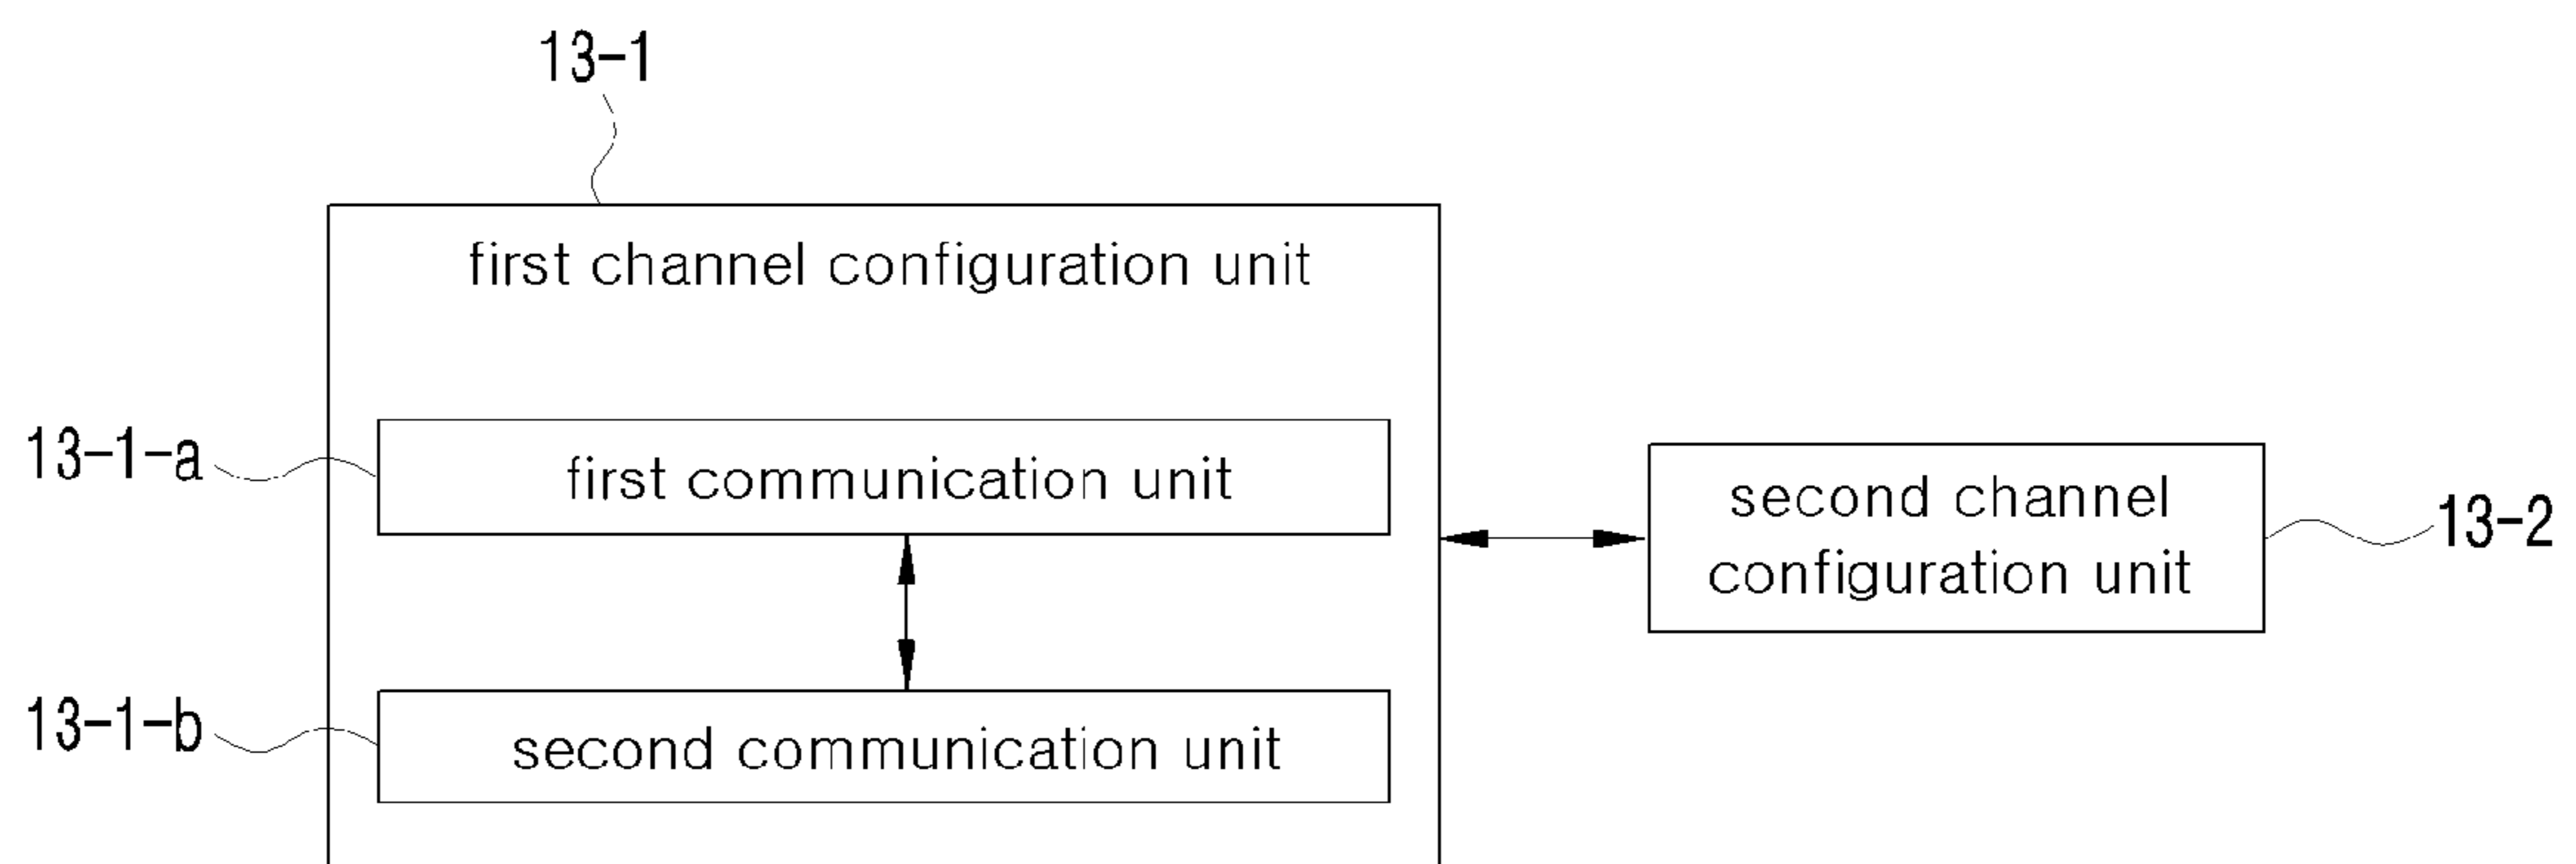 13-1
first channel configuration unit
13-1-a
first communication unit
second channel
configuration unit
13-2
13-1-b
second communication unit